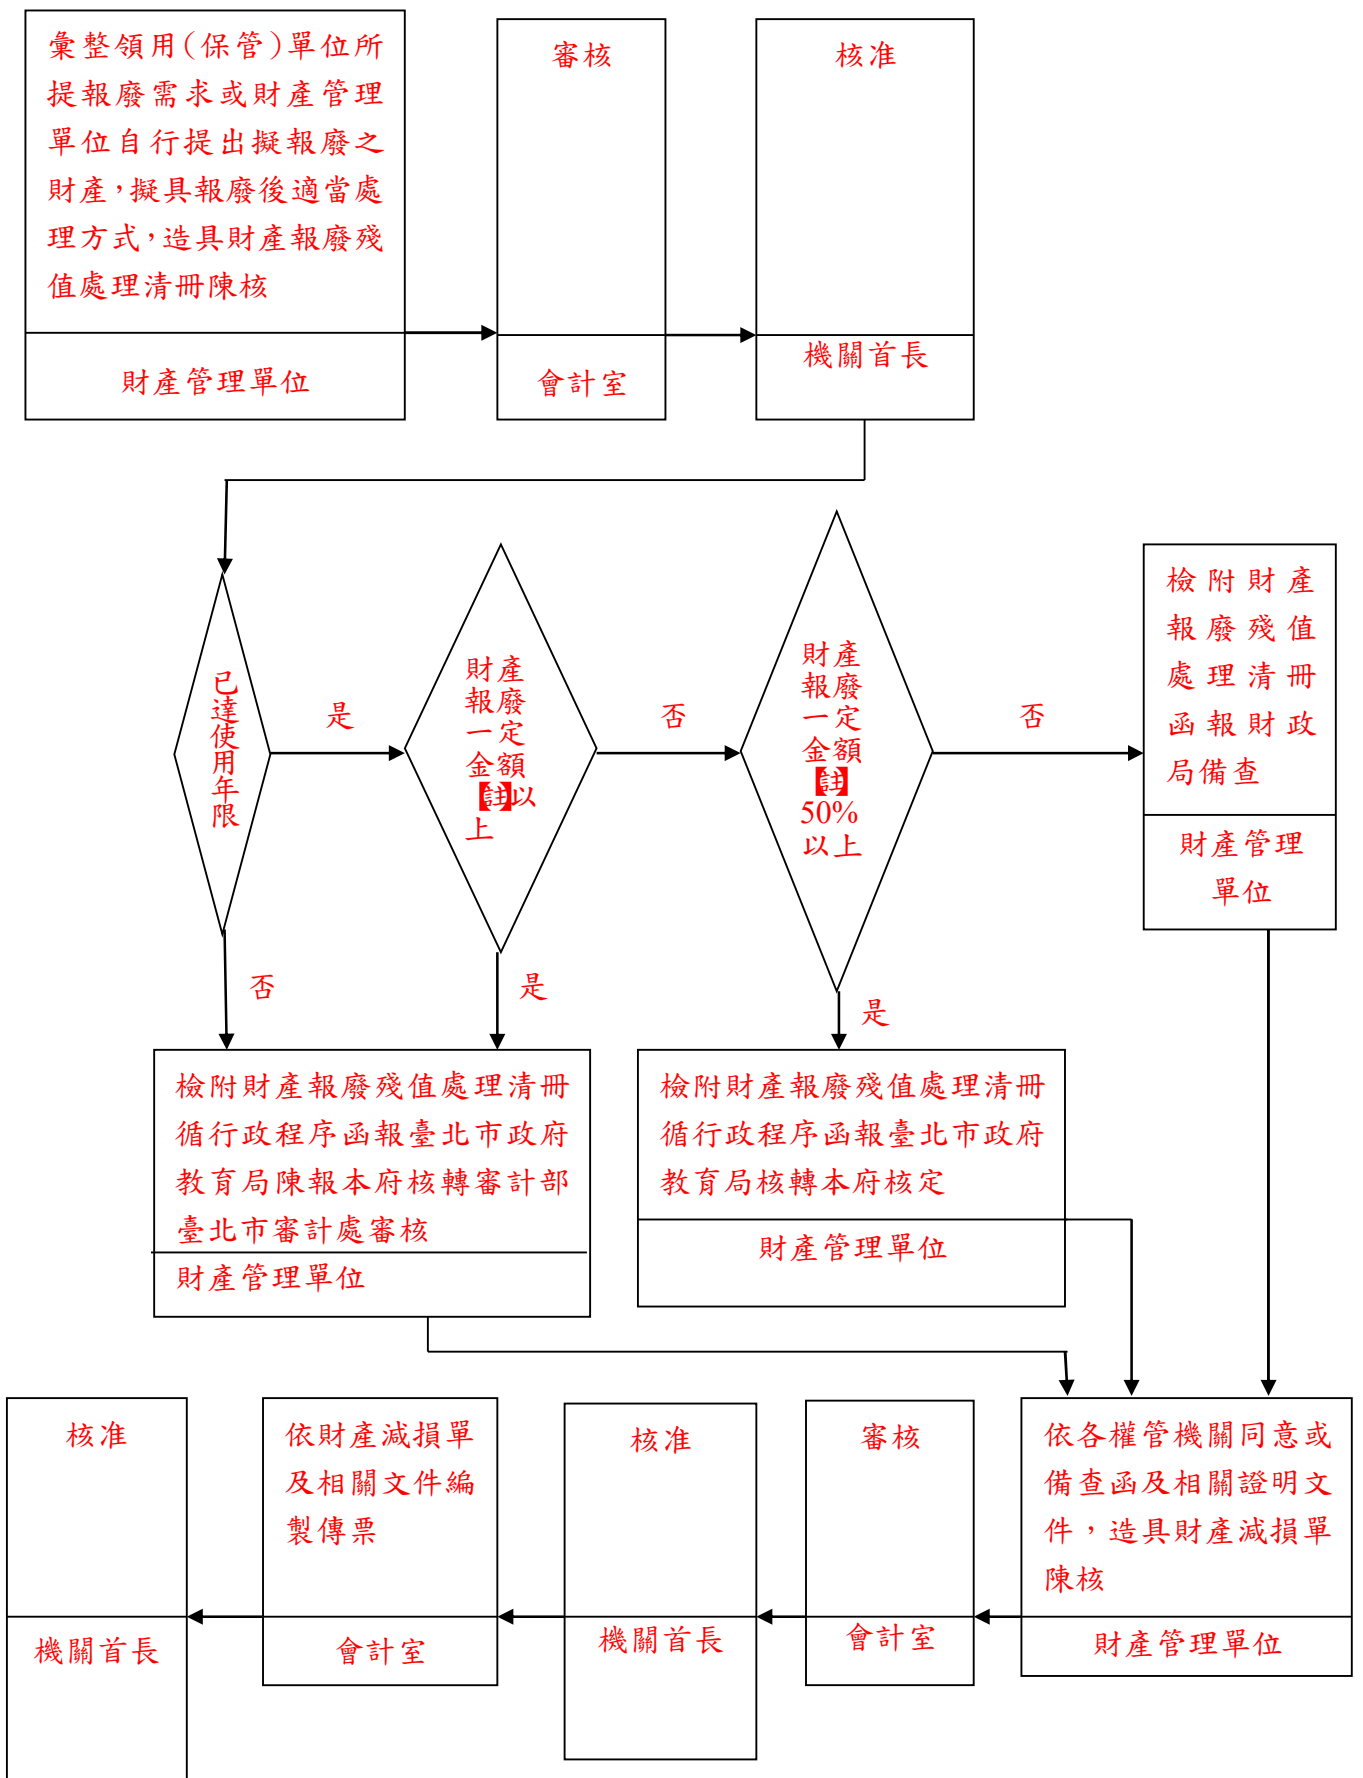 彙整領用(保管)單位所
提報廢需求或財產管理
單位自行提出擬報廢之
財產，擬具報廢後適當處
理方式，造具財產報廢殘
值處理清冊陳核
財產管理單位
審核
會計室
核准
機關首長
已達使用年限
是
否
財產
報廢
一定
金額
【註】以
上
否
是
財產
報廢
一定
金額
【註】
50%
以上
否
是
檢附財產
報廢殘值
處理清冊
函報財政
局備查
財產管理
單位
檢附財產報廢殘值處理清冊
循行政程序函報臺北市政府
教育局陳報本府核轉審計部
臺北市審計處審核
財產管理單位
檢附財產報廢殘值處理清冊
循行政程序函報臺北市政府
教育局核轉本府核定
財產管理單位
依各權管機關同意或
備查函及相關證明文
件，造具財產減損單
陳核
財產管理單位
審核
會計室
核准
機關首長
依財產減損單
及相關文件編
製傳票
會計室
核准
機關首長